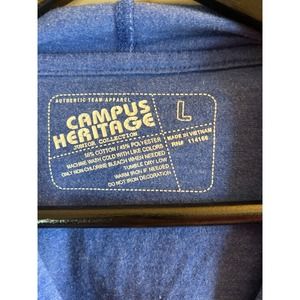 AUTHENTIC TEAM APPAREL
CAMPUS
HERITAGE
JUNIOR COLLECTION
55% COTTON / 45% POLYESTER
MACHINE WASH COLD WITH LIKE COLORS
ONLY NON-CHLORINE BLEACH WHEN NEEDED
TUMBLE DRY LOW
WARM IRON IF NEEDED
DO NOT IRON DECORATION
L
MADE IN VIETNAM
RN# 114166